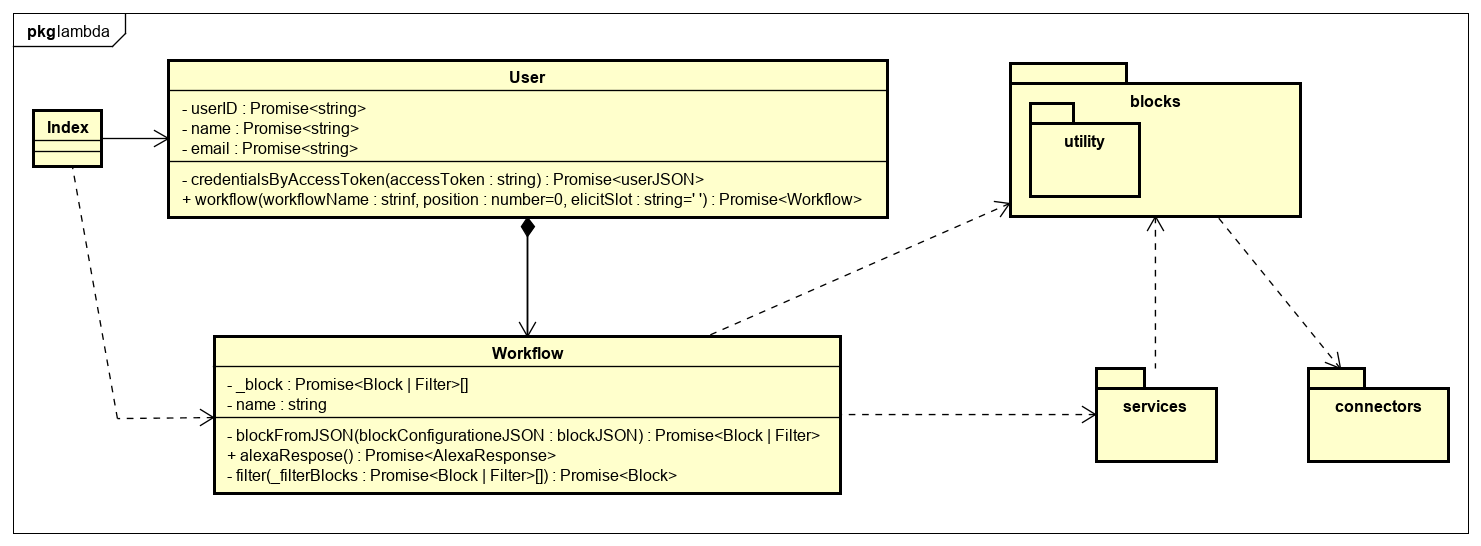 pkg lambda
Index
User
- userID : Promise<string>
- name : Promise<string>
- email : Promise<string>
- credentialsByAccessToken(accessToken : string) : Promise<userJSON>
+ workflow(workflowName : strinf, position : number=0, elicitSlot : string=' ') : Promise<Workflow>
blocks
utility
Workflow
- _block : Promise<Block | Filter>[]
- name : string
- blockFromJSON(blockConfigurationeJSON : blockJSON) : Promise<Block | Filter>
+ alexaRespose() : Promise<AlexaResponse>
- filter(_filterBlocks : Promise<Block | Filter>[]) : Promise<Block>
services
connectors